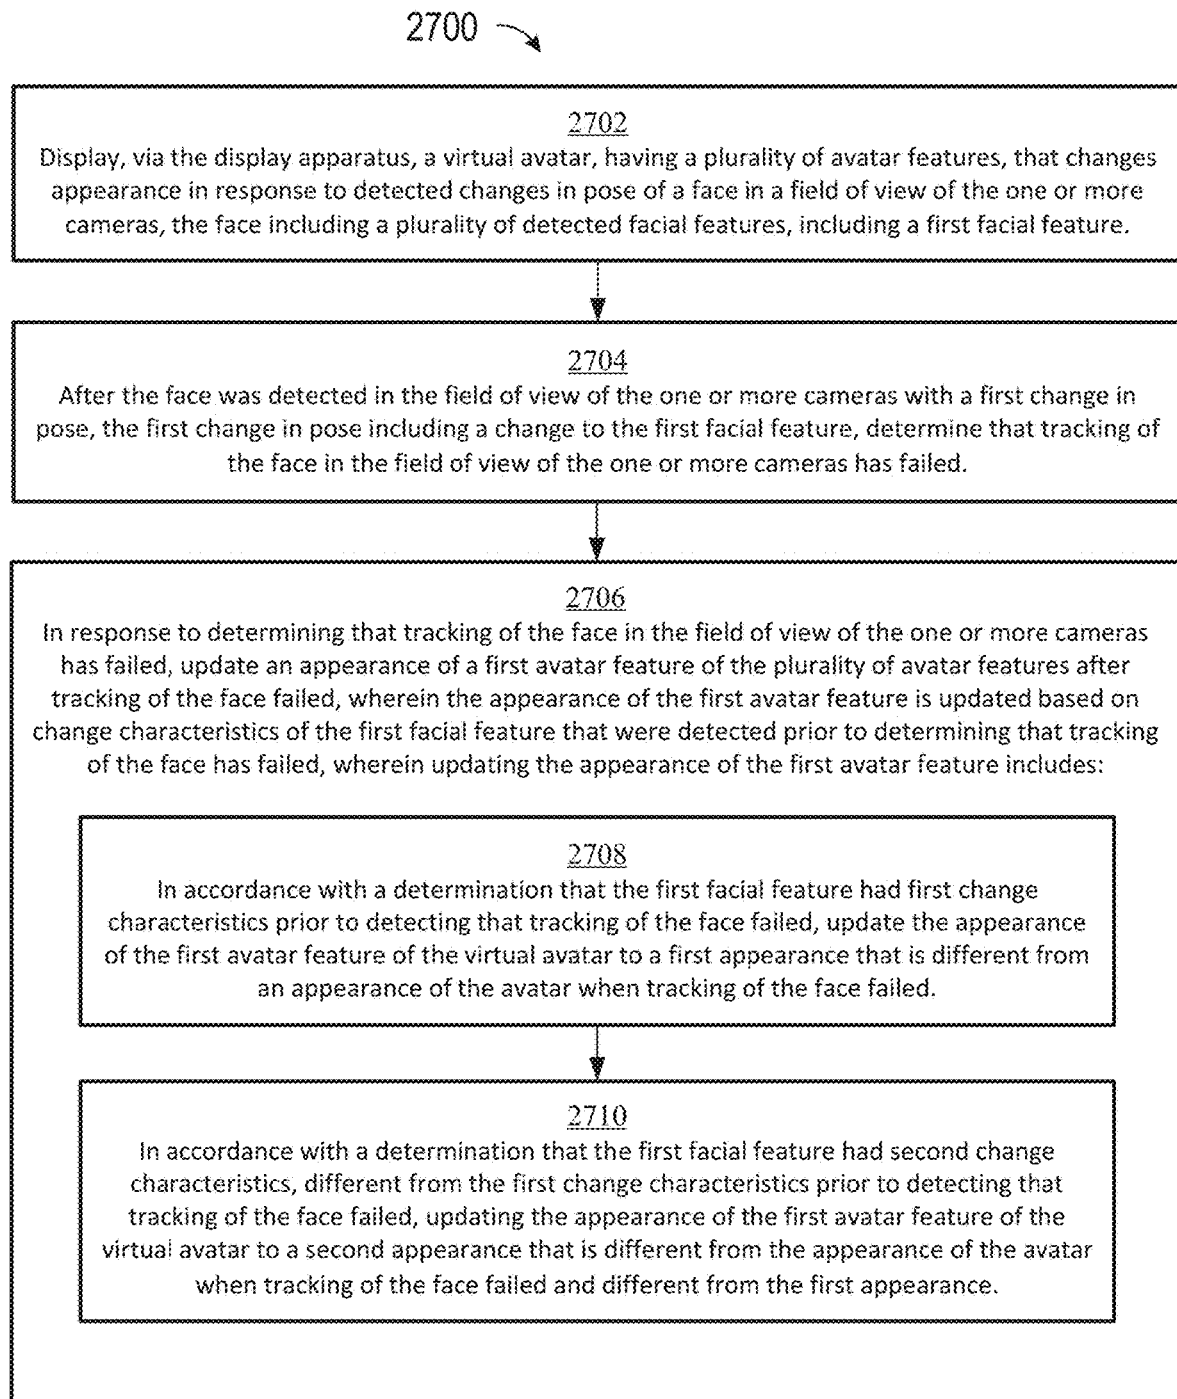 2700
2702
Display, via the display apparatus, a virtual avatar, having a plurality of avatar features, that changes
appearance in response to detected changes in pose of a face in a field of view of the one or more
cameras, the face including a plurality of detected facial features, including a first facial feature.
2704
After the face was detected in the field of view of the one or more cameras with a first change in
pose, the first change in pose including a change to the first facial feature, determine that tracking of
the face in the field of view of the one or more cameras has failed.
2706
In response to determining that tracking of the face in the field of view of the one or more cameras
has failed, update an appearance of a first avatar feature of the plurality of avatar features after
tracking of the face failed, wherein the appearance of the first avatar feature is updated based on
change characteristics of the first facial feature that were detected prior to determining that tracking
of the face has failed, wherein updating the appearance of the first avatar feature includes:
2708
In accordance with a determination that the first facial feature had first change
characteristics prior to detecting that tracking of the face failed, update the appearance
of the first avatar feature of the virtual avatar to a first appearance that is different from
an appearance of the avatar when tracking of the face failed.
2710
In accordance with a determination that the first facial feature had second change
characteristics, different from the first change characteristics prior to detecting that
tracking of the face failed, updating the appearance of the first avatar feature of the
virtual avatar to a second appearance that is different from the appearance of the avatar
when tracking of the face failed and different from the first appearance.